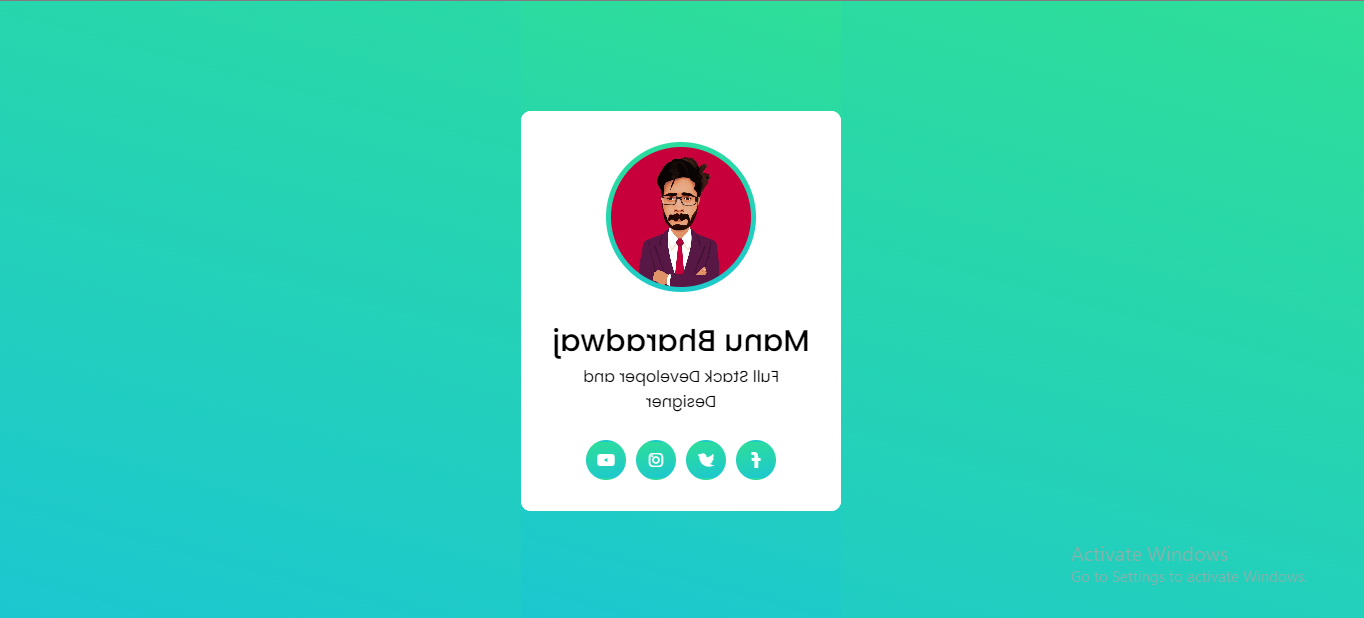 Manu Bharadwaj
Full Stack Developer and
Designer
Activate Windows
Go to Settings to activate Windows.